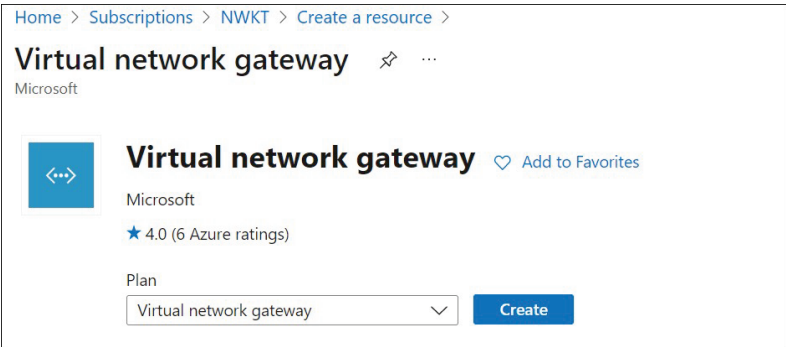 Home > Subscriptions > NWKT > Create a resource >
Virtual network gateway ...
Microsoft
Virtual network gateway Add to Favorites
Microsoft
4.0 (6 Azure ratings)
Plan
Virtual network gateway Create